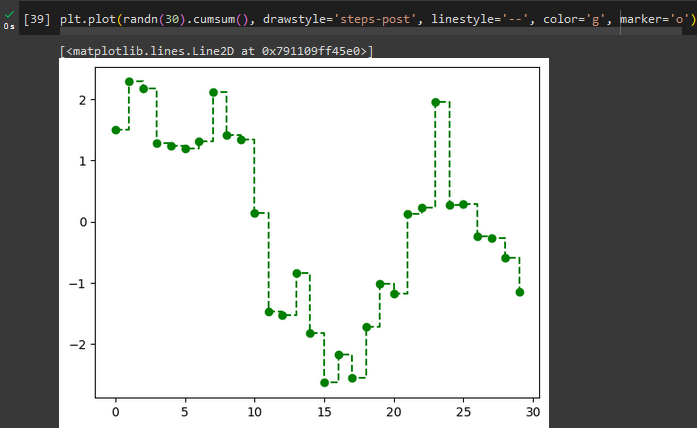 [39] plt.plot(randn(30).cumsum(), drawstyle='steps-post', linestyle='--', color='g', marker='o')
0s
[<matplotlib.lines.Line2D at 0x791109ff45e0>]
2
1
0
−1
−2
0 5 10 15 20 25 30